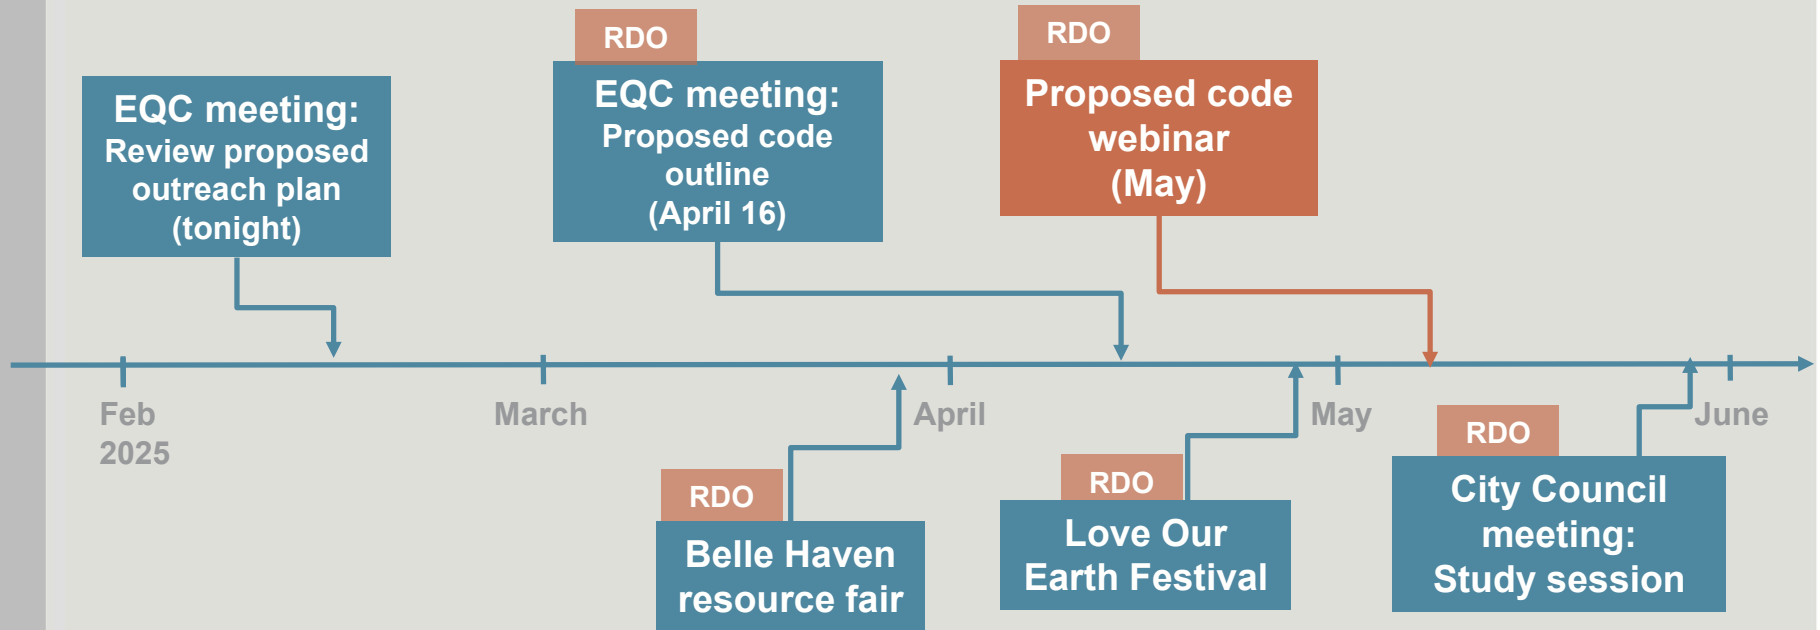 RDO
RDO
EQC meeting:
Review proposed
outreach plan
(tonight)
EQC meeting:
Proposed code
outline
(April 16)
Proposed code
webinar
(May)
Feb
2025
March
April
May
June
RDO
Belle Haven
resource fair
RDO
Love Our
Earth Festival
RDO
City Council
meeting:
Study session